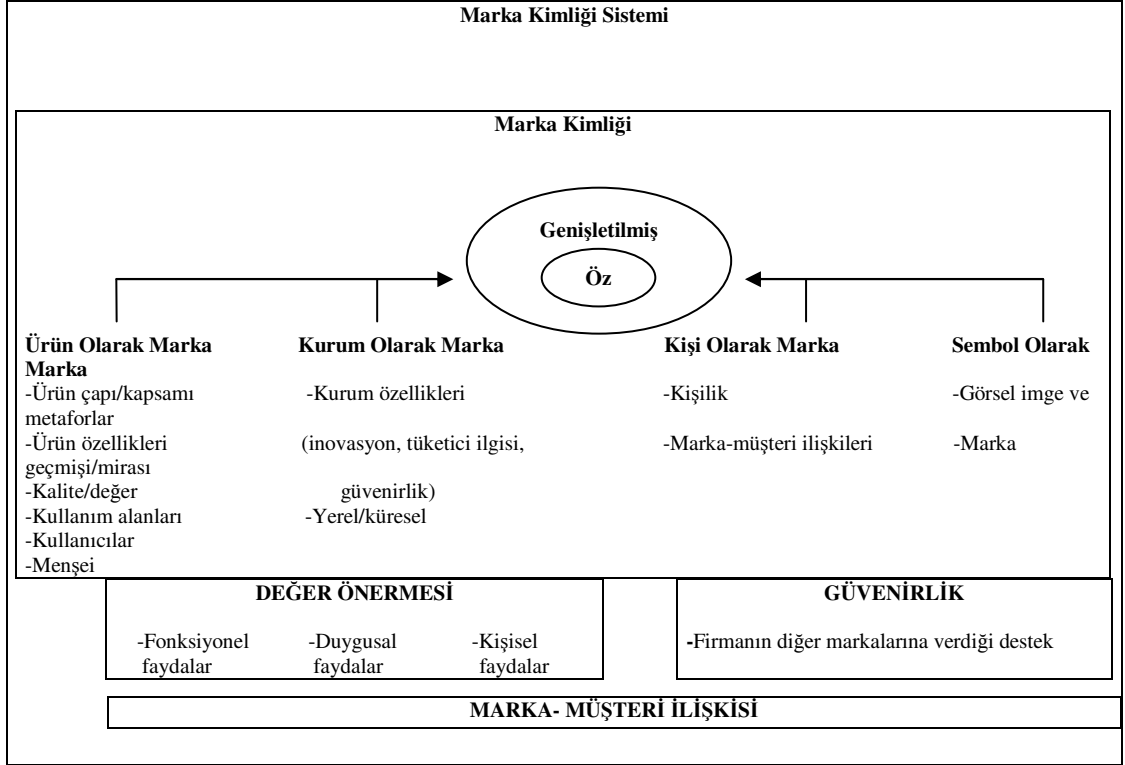 Marka Kimliği Sistemi
Marka Kimliği
Genişletilmiş
Öz
Ürün Olarak Marka Kurum Olarak Marka Kişi Olarak Marka Sembol Olarak
Marka
-Ürün çapı/kapsamı -Kurum özellikleri -Kişilik -Görsel imge ve
metaforlar
-Ürün özellikleri (inovasyon, tüketici ilgisi, -Marka-müşteri ilişkileri -Marka
geçmişi/mirası
-Kalite/değer güvenirlik)
-Kullanım alanları -Yerel/küresel
-Kullanıcılar
-Menşei
DEĞER ÖNERMESİ GÜVENİRLİK
-Fonksiyonel -Duygusal -Kişisel -Firmanın diğer markalarına verdiği destek
faydalar faydalar faydalar
MARKA- MÜŞTERİ İLİŞKİSİ